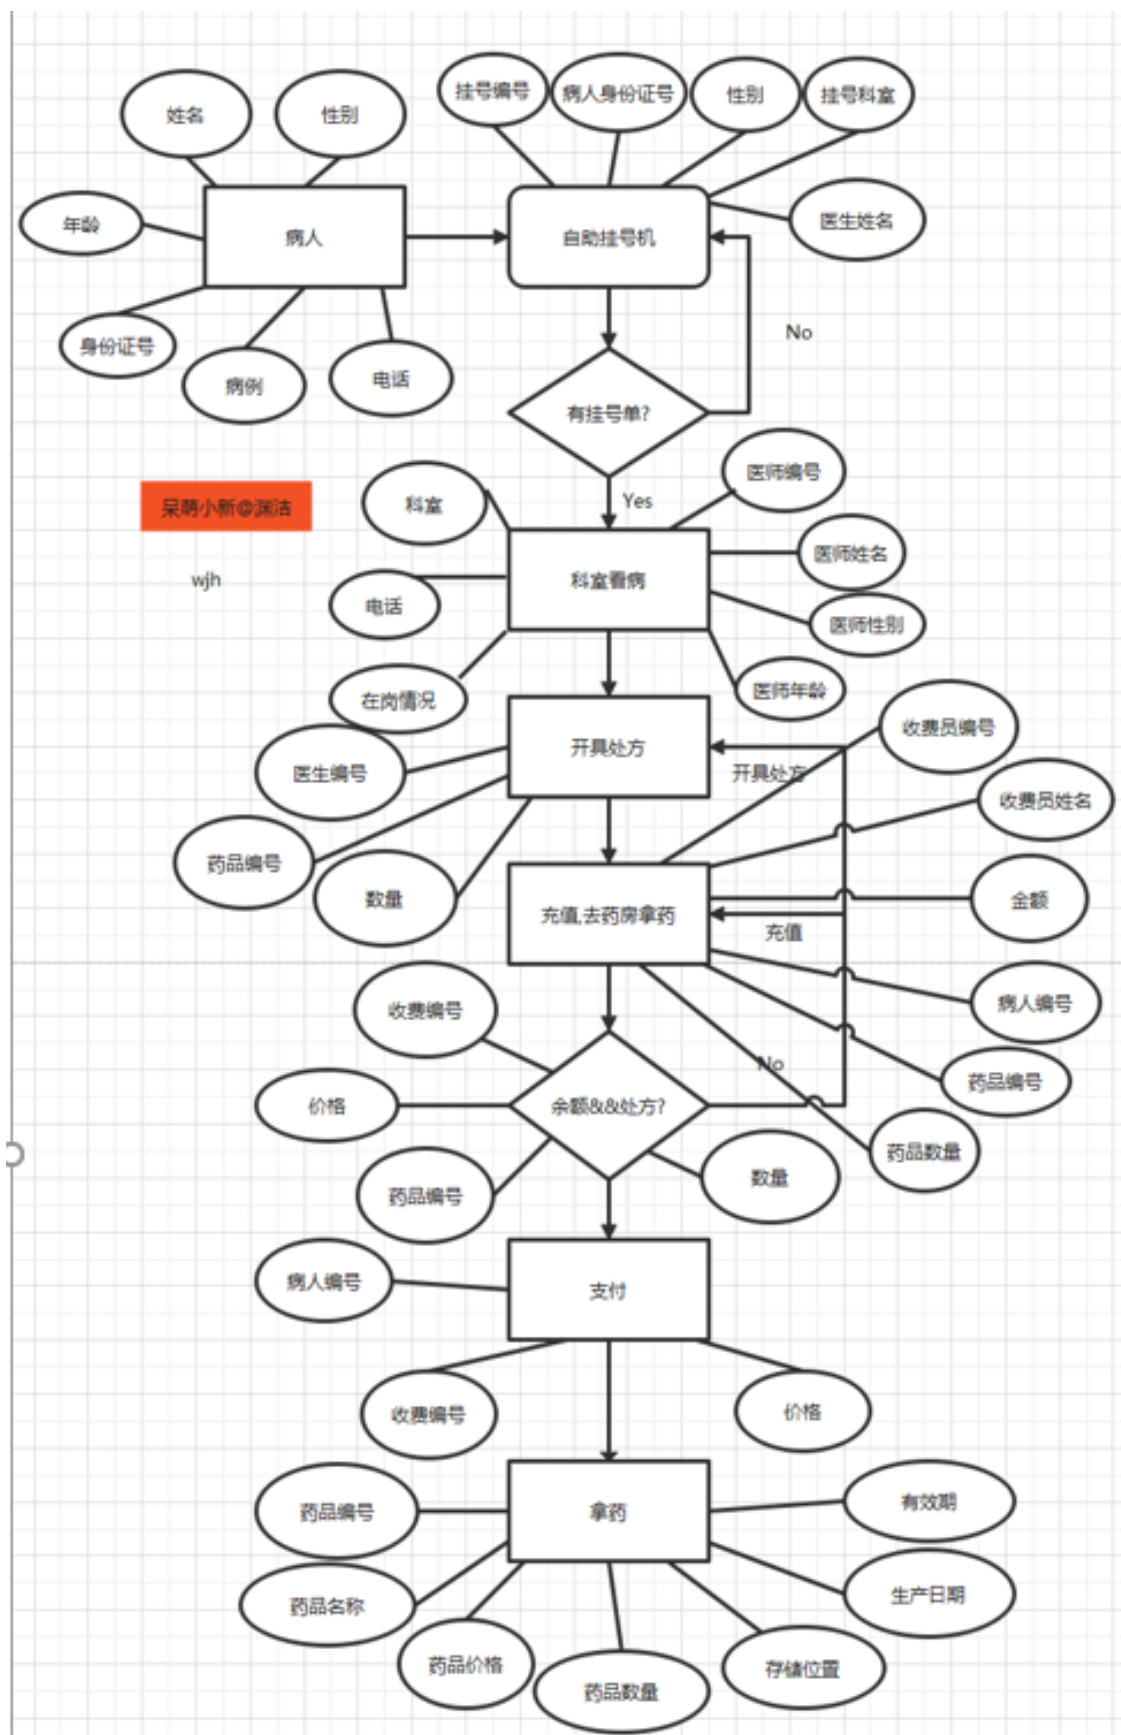 挂号编号
病人身份证号
性别
挂号科室
姓名
性别
年龄
病人
自助挂号机
医生姓名
身份证号
病例
电话
No
有挂号单?
医师编号
科室
Yes
呆萌小新@渊洁
医师姓名
wjh
科室看病
电话
医师性别
在岗情况
医师年龄
收费员编号
开具处方
医生编号
开具处方
收费员姓名
药品编号
数量
充值,去药房拿药
金额
充值
收费编号
病人编号
No
药品编号
价格
余额&&处方?
药品数量
药品编号
数量
病人编号
支付
收费编号
价格
药品编号
拿药
有效期
药品名称
生产日期
药品价格
药品数量
存储位置